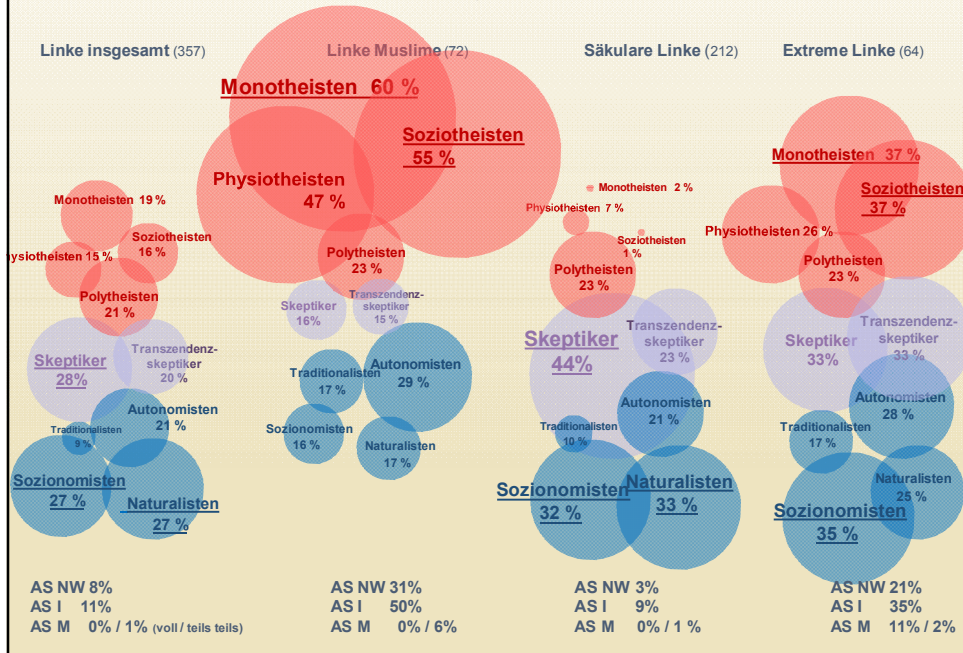 Linke insgesamt (357)
Monotheisten 19 %
Soziotheisten
16 %
ysiotheisten 15 %
Polytheisten
21 %
Skeptiker
28%
Transzendenz-
skeptiker
20 %
Autonomisten
21 %
Traditionalisten
9 %
Sozionomisten
27 %
Naturalisten
27 %
AS NW 8%
AS I 11%
AS M 0% / 1% (voll / teils teils)
Linke Muslime (72)
Monotheisten 60 %
Soziotheisten
55 %
Physiotheisten
47 %
Polytheisten
23 %
Skeptiker
16%
Transzendenz-
skeptiker
15 %
Autonomisten
29 %
Traditionalisten
17 %
Sozionomisten
16 %
Naturalisten
17 %
AS NW 31%
AS I 50%
AS M 0% / 6%
Säkulare Linke (212)
Monotheisten 2 %
Physiotheisten 7 %
Soziotheisten
1 %
Polytheisten
23 %
Skeptiker
44%
Transzendenz-
skeptiker
23 %
Autonomisten
21 %
Traditionalisten
10 %
Sozionomisten
32 %
Naturalisten
33 %
AS NW 3%
AS I 9%
AS M 0% / 1 %
Extreme Linke (64)
Monotheisten 37 %
Soziotheisten
37 %
Physiotheisten 26 %
Polytheisten
23 %
Skeptiker
33%
Transzendenz-
skeptiker
33 %
Autonomisten
28 %
Traditionalisten
17 %
Naturalisten
25 %
Sozionomisten
35 %
AS NW 21%
AS I 35%
AS M 11% / 2%